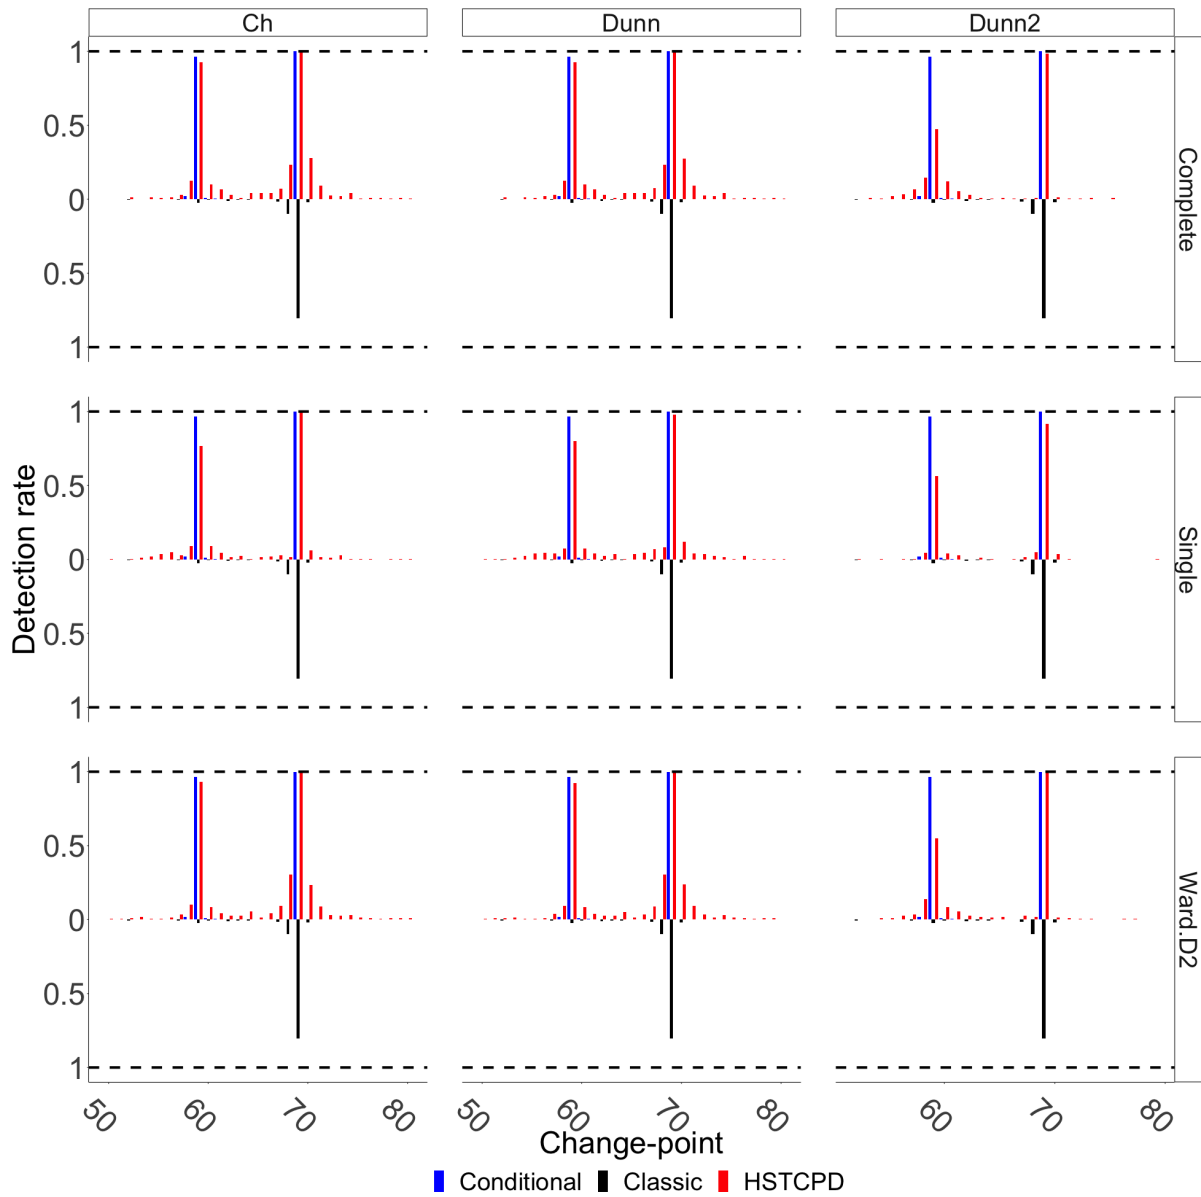 Ch Dunn Dunn2
1
0.5
0
0.5
1
Complete
1
0.5
0
0.5
1
Single
Detection rate
1
0.5
0
0.5
1
Ward.D2
50 60 70 80 50 60 70 80 60 70 80
Change-point
Conditional Classic HSTCPD